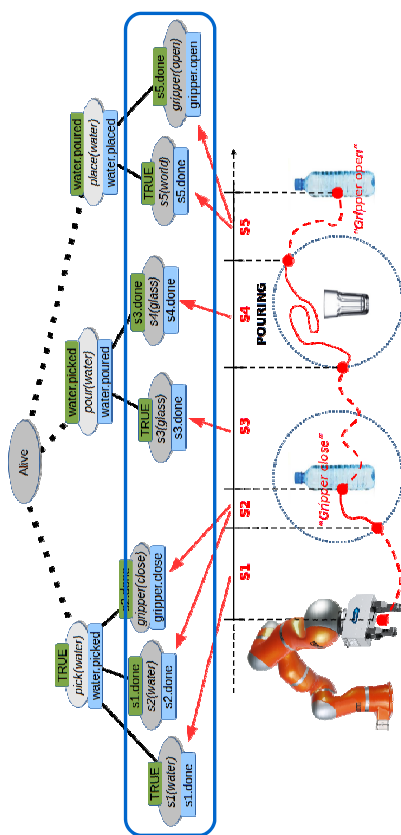 Alive
TRUE
pick(water)
water.picked
water.picked
pour(water)
water.poured
water.poured
place(water)
water.placed
TRUE
s1(water)
s1.done
s1.done
s2(water)
s2.done
gripper(close)
gripper.close
TRUE
s3(glass)
s3.done
s3.done
s4(glass)
s4.done
TRUE
s5(world)
s5.done
s5.done
gripper(open)
gripper.open
S1
S2
S3
S4
S5
POURING
"Gripper close"
"Gripper open"